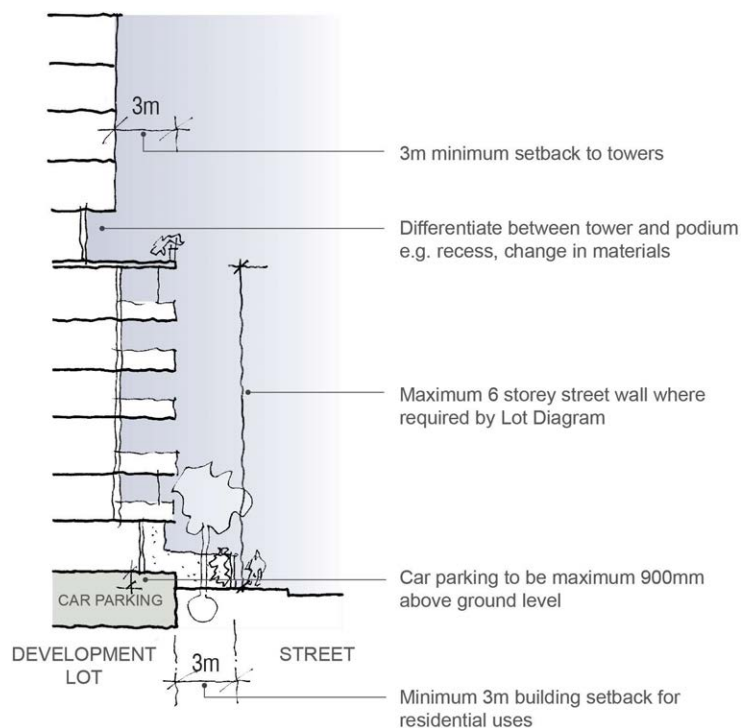 3m
3m minimum setback to towers
Differentiate between tower and podium
e.g. recess, change in materials
Maximum 6 storey street wall where
required by Lot Diagram
Car parking to be maximum 900mm
above ground level
CAR PARKING
DEVELOPMENT
LOT
3m
STREET
Minimum 3m building setback for
residential uses